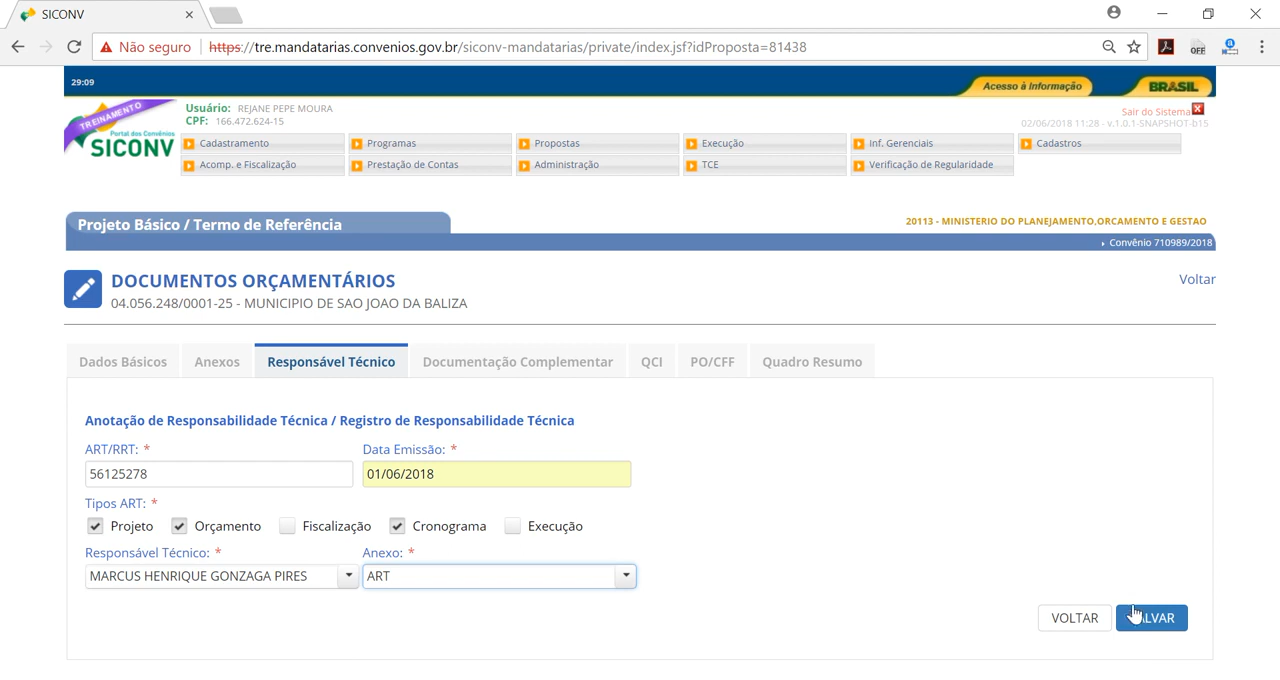 SICONV
Não seguro
https://tre.mandatarias.convenios.gov.br/siconv-mandatarias/private/index.jsf?idProposta=81438
OFF
29:09
Acesso à Informação
BRASIL
TREINAMENTO
Portal dos Convênios
SICONV
Usuário: REJANE PEPE MOURA
CPF: 166.472.624-15
Sair do Sistema
02/06/2018 11:28 - v.1.0.1-SNAPSHOT-b15
Cadastramento
Programas
Propostas
Execução
Inf. Gerenciais
Cadastros
Acomp. e Fiscalização
Prestação de Contas
Administração
TCE
Verificação de Regularidade
Projeto Básico / Termo de Referência
20113 - MINISTERIO DO PLANEJAMENTO,ORCAMENTO E GESTAO
Convênio 710989/2018
DOCUMENTOS ORÇAMENTÁRIOS
04.056.248/0001-25 - MUNICIPIO DE SAO JOAO DA BALIZA
Voltar
Dados Básicos
Anexos
Responsável Técnico
Documentação Complementar
QCI
PO/CFF
Quadro Resumo
Anotação de Responsabilidade Técnica / Registro de Responsabilidade Técnica
ART/RRT: *
Data Emissão: *
56125278
01/06/2018
Tipos ART: *
Projeto
Orçamento
Fiscalização
Cronograma
Execução
Responsável Técnico: *
Anexo: *
MARCUS HENRIQUE GONZAGA PIRES
ART
VOLTAR